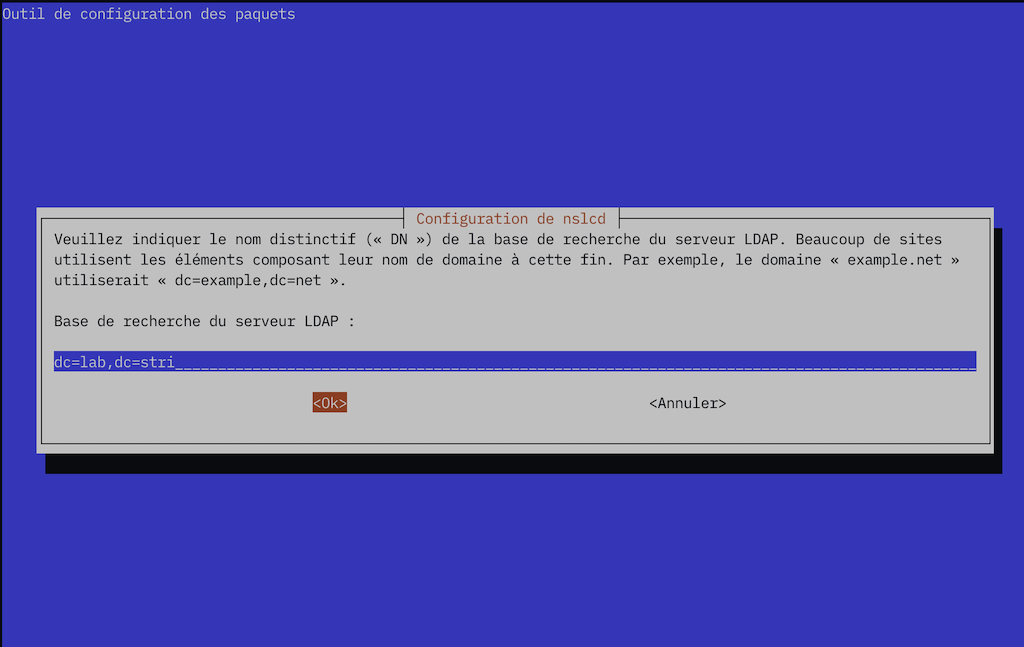 Outil de configuration des paquets
Configuration de nslcd
Veuillez indiquer le nom distinctif (« DN ») de la base de recherche du serveur LDAP. Beaucoup de sites
utilisent les éléments composant leur nom de domaine à cette fin. Par exemple, le domaine « example.net »
utiliserait « dc=example,dc=net ».
Base de recherche du serveur LDAP :
dc=lab,dc=stri
<Ok> <Annuler>